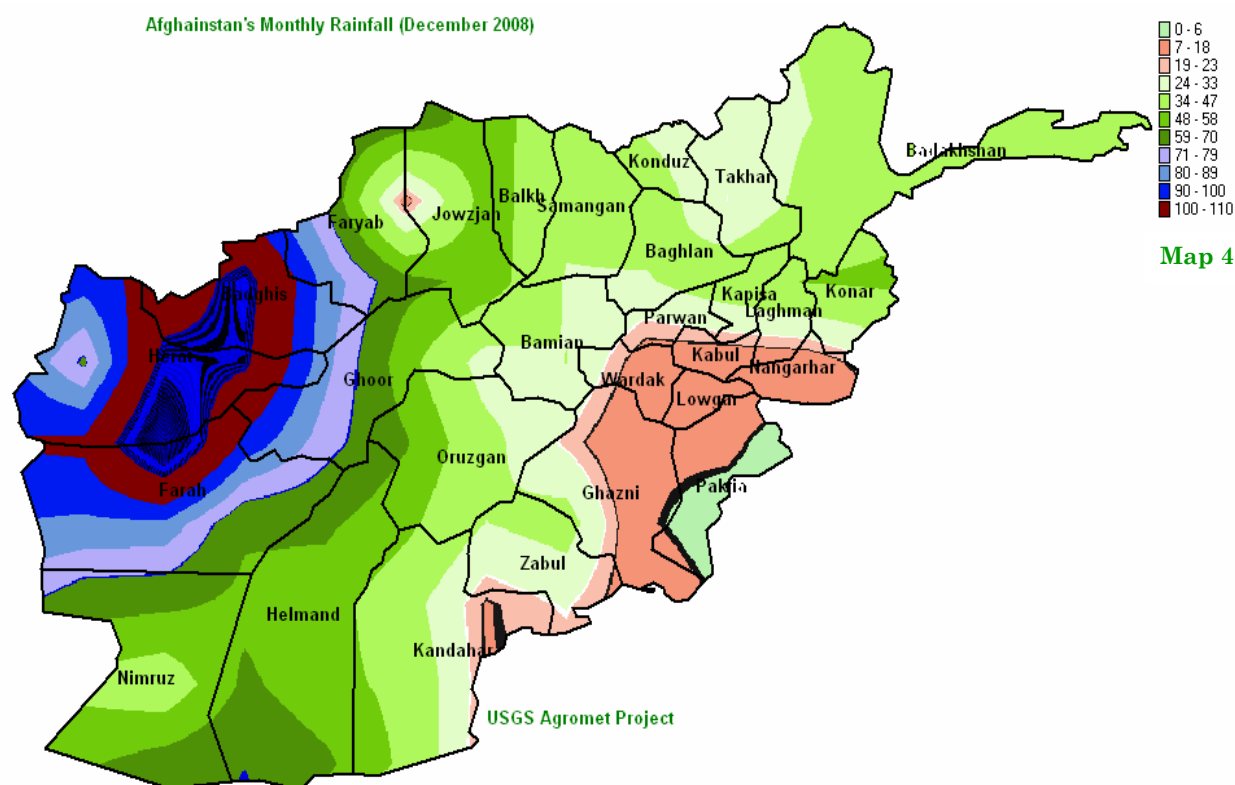 Afghainstan's Monthly Rainfall (December 2008)
0 - 6
7 - 18
19 - 23
24 - 33
34 - 47
48 - 58
59 - 70
71 - 79
80 - 89
90 - 100
100 - 110
Map 4
Badakhshan
Konduz
Takhar
Balkh
Samangan
Jowzjan
Faryab
Baghlan
Badghis
Kapisa
Konar
Laghman
Parwan
Bamian
Herat
Kabul
Nangarhar
Ghoor
Wardak
Lowgar
Oruzgan
Farah
Ghazni
Paktia
Zabul
Helmand
Kandahar
Nimruz
USGS Agromet Project